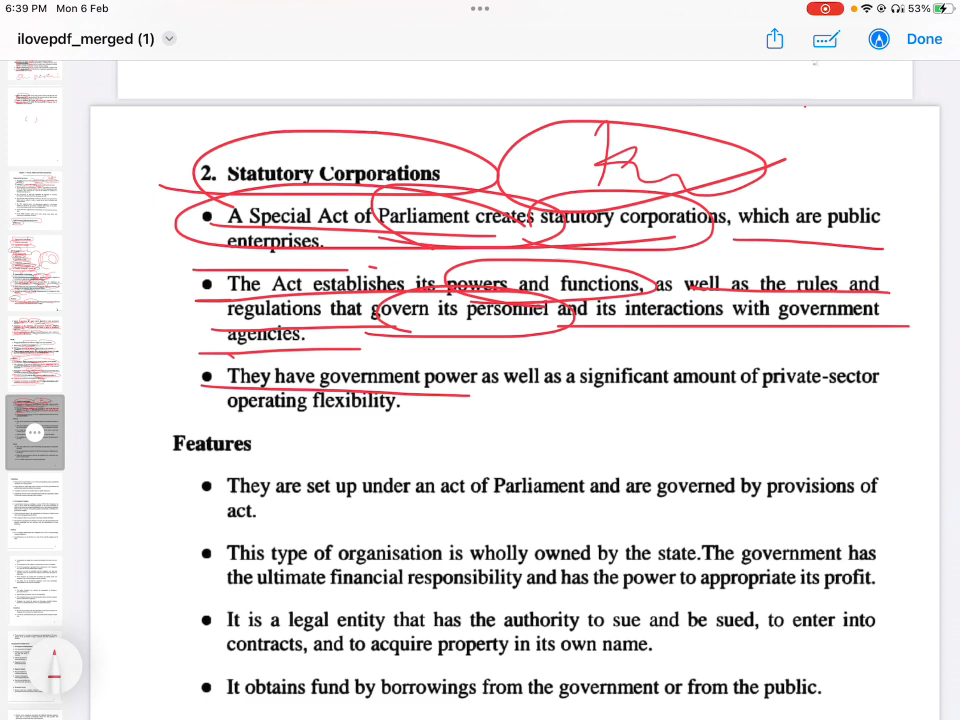 6:39 PM Mon 6 Feb
53%
ilovepdf_merged (1)
Done
2. Statutory Corporations
● A Special Act of Parliament creates statutory corporations, which are public
enterprises.
● The Act establishes its powers and functions, as well as the rules and
regulations that govern its personnel and its interactions with government
agencies.
● They have government power as well as a significant amount of private-sector
operating flexibility.
Features
● They are set up under an act of Parliament and are governed by provisions of
act.
● This type of organisation is wholly owned by the state.The government has
the ultimate financial responsibility and has the power to appropriate its profit.
● It is a legal entity that has the authority to sue and be sued, to enter into
contracts, and to acquire property in its own name.
● It obtains fund by borrowings from the government or from the public.